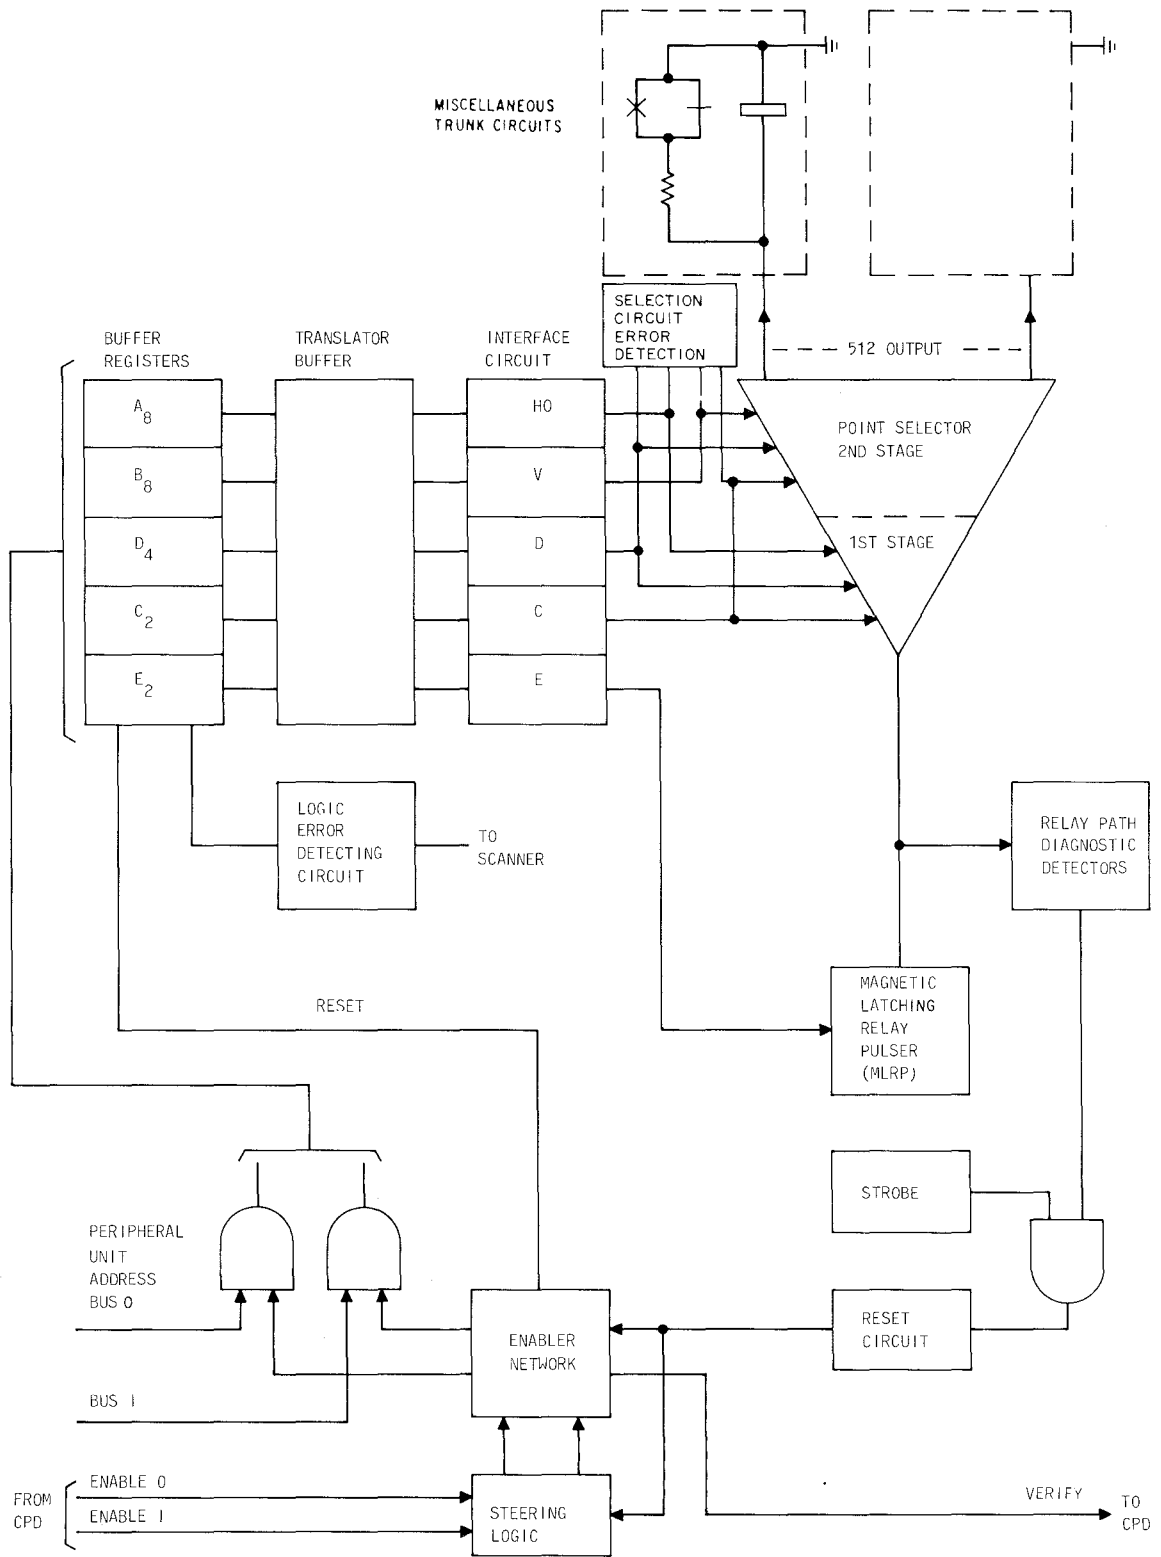 MISCELLANEOUS
TRUNK CIRCUITS
SELECTION
CIRCUIT
ERROR
DETECTION
512 OUTPUT
BUFFER
REGISTERS
TRANSLATOR
BUFFER
INTERFACE
CIRCUIT
A8
B8
D4
C2
E2
HO
V
D
C
E
POINT SELECTOR
2ND STAGE
1ST STAGE
LOGIC
ERROR
DETECTING
CIRCUIT
TO
SCANNER
RELAY PATH
DIAGNOSTIC
DETECTORS
MAGNETIC
LATCHING
RELAY
PULSER
(MLRP)
RESET
STROBE
PERIPHERAL
UNIT
ADDRESS
BUS 0
RESET
CIRCUIT
ENABLER
NETWORK
BUS 1
FROM
CPD
ENABLE 0
ENABLE 1
STEERING
LOGIC
VERIFY
TO
CPD